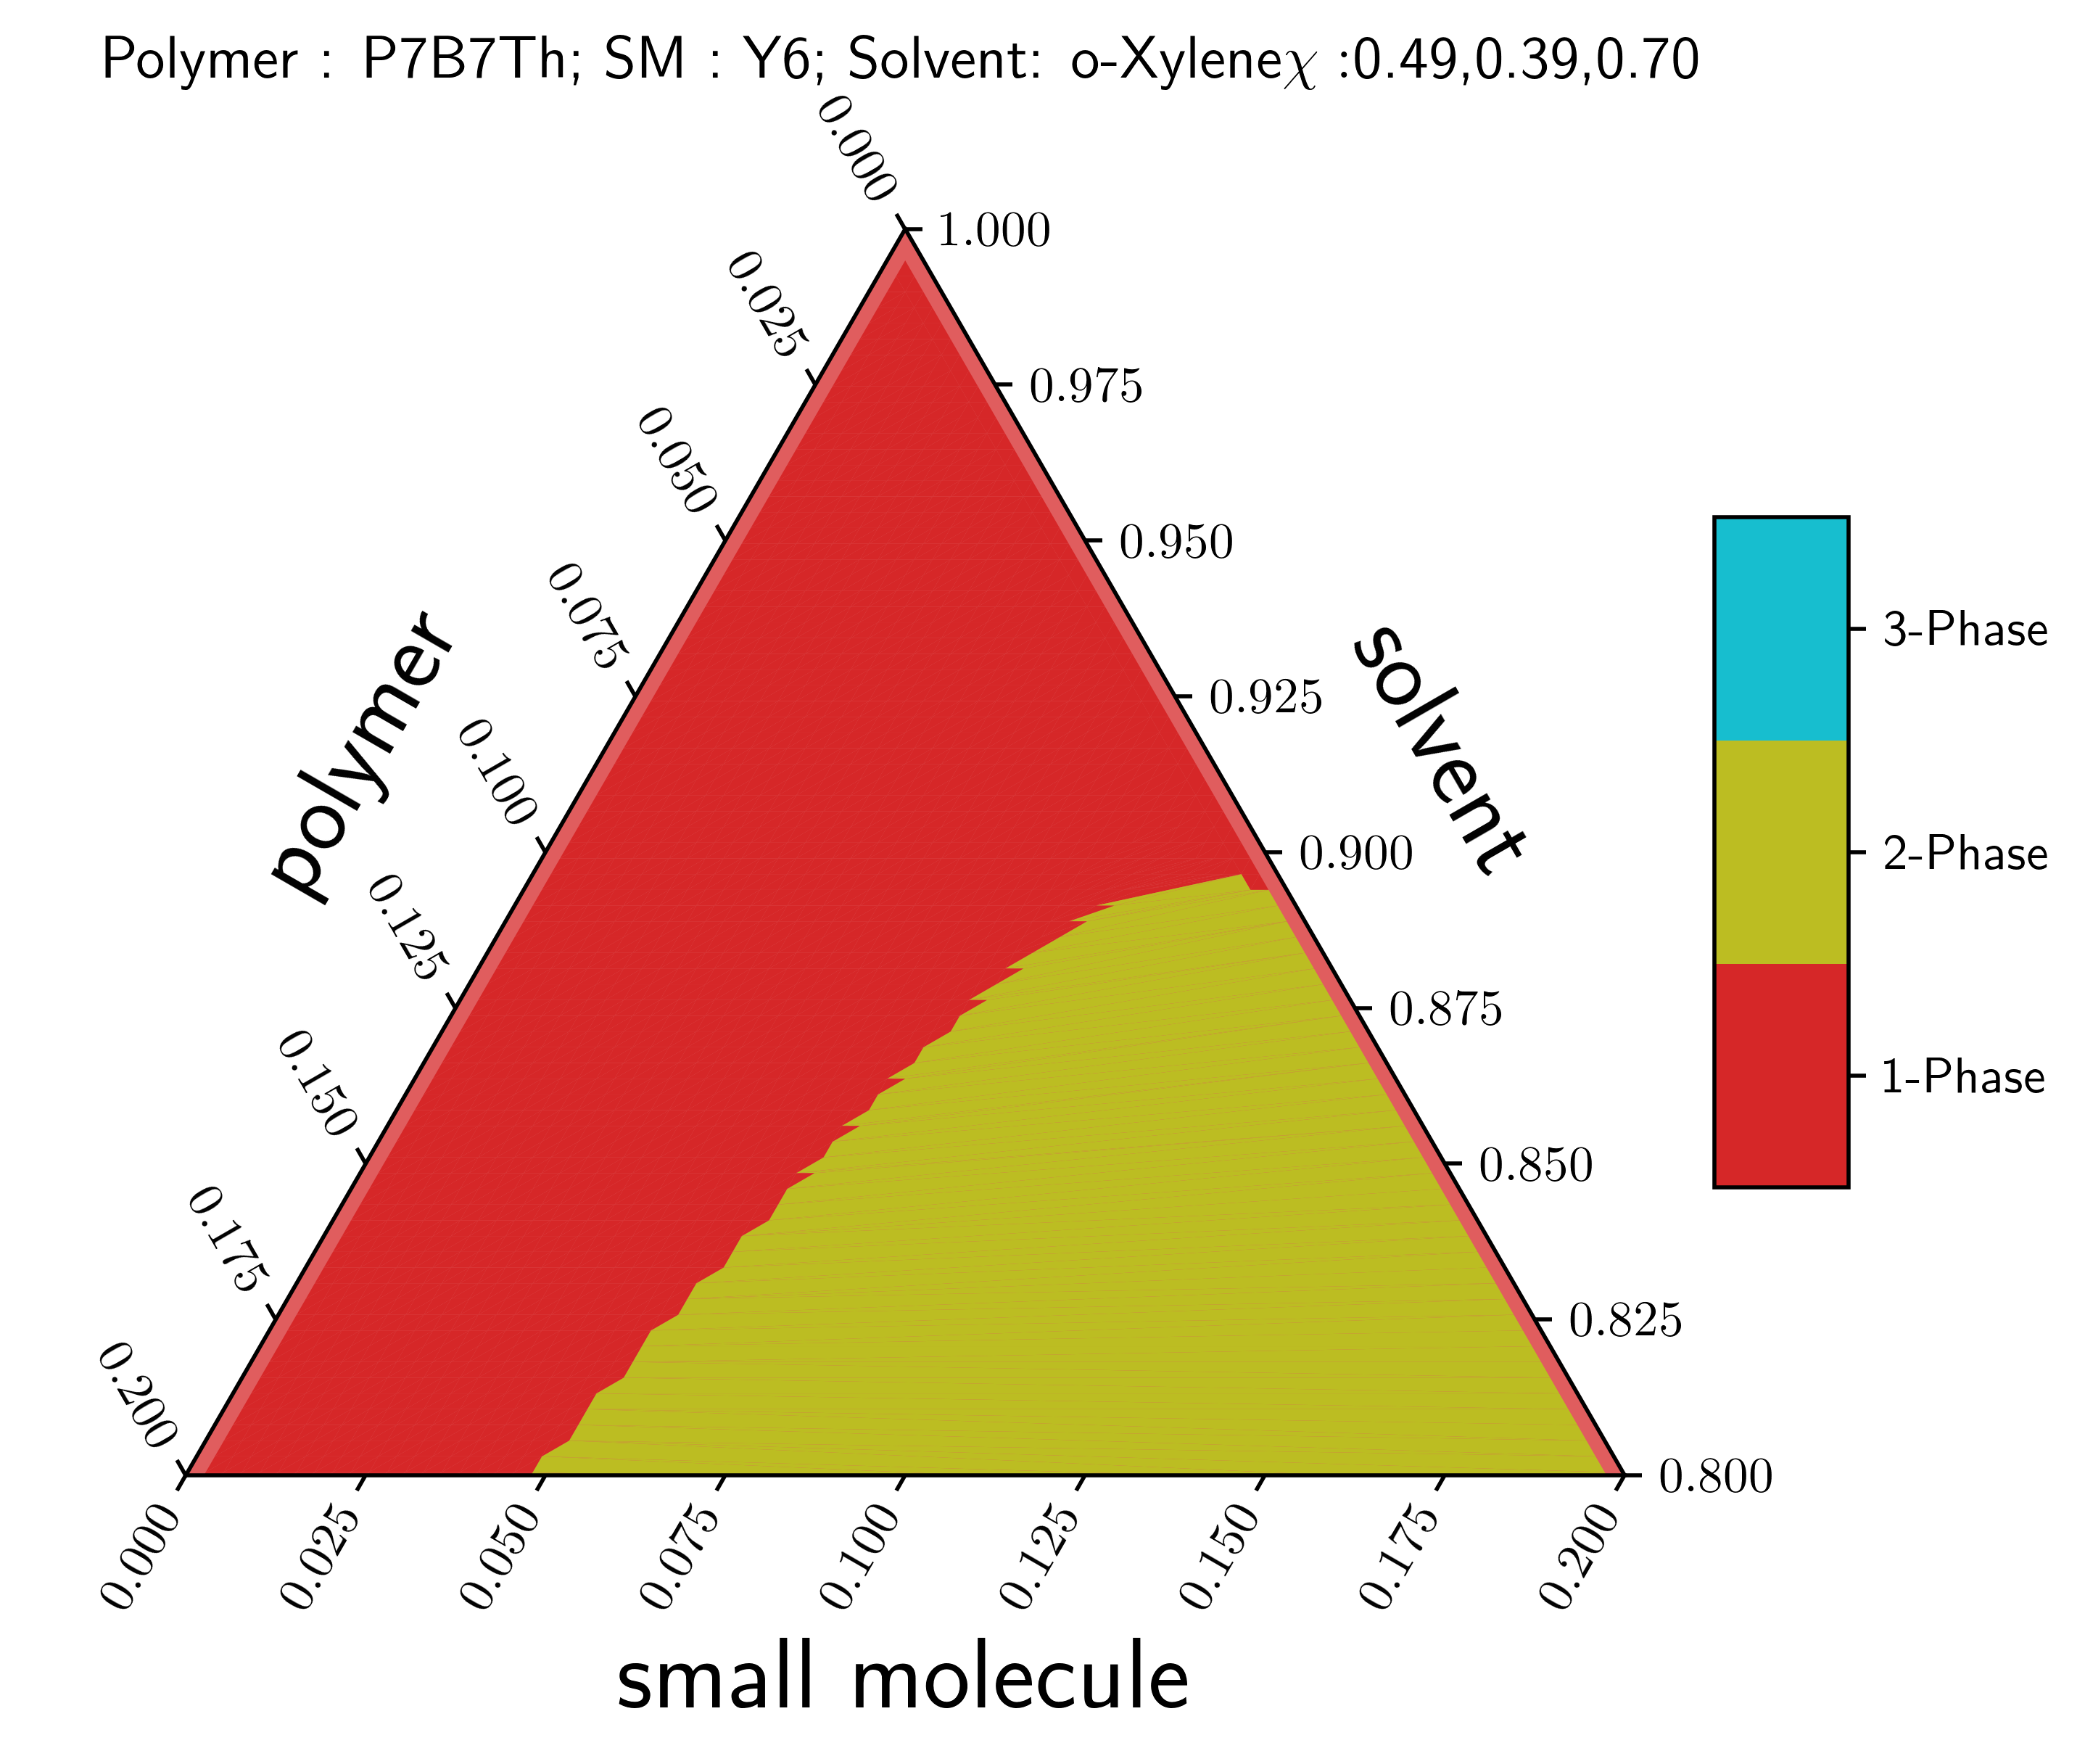 Polymer : P7B7Th; SM : Y6; Solvent: o-Xyleneχ :0.49,0.39,0.70
0.000
1.000
0.025
0.975
0.050
0.950
0.075
0.925
0.100
0.900
0.125
0.875
0.150
0.850
0.175
0.825
0.200
0.800
polymer
solvent
3-Phase
2-Phase
1-Phase
0.000 0.025 0.050 0.075 0.100 0.125 0.150 0.175 0.200
small molecule